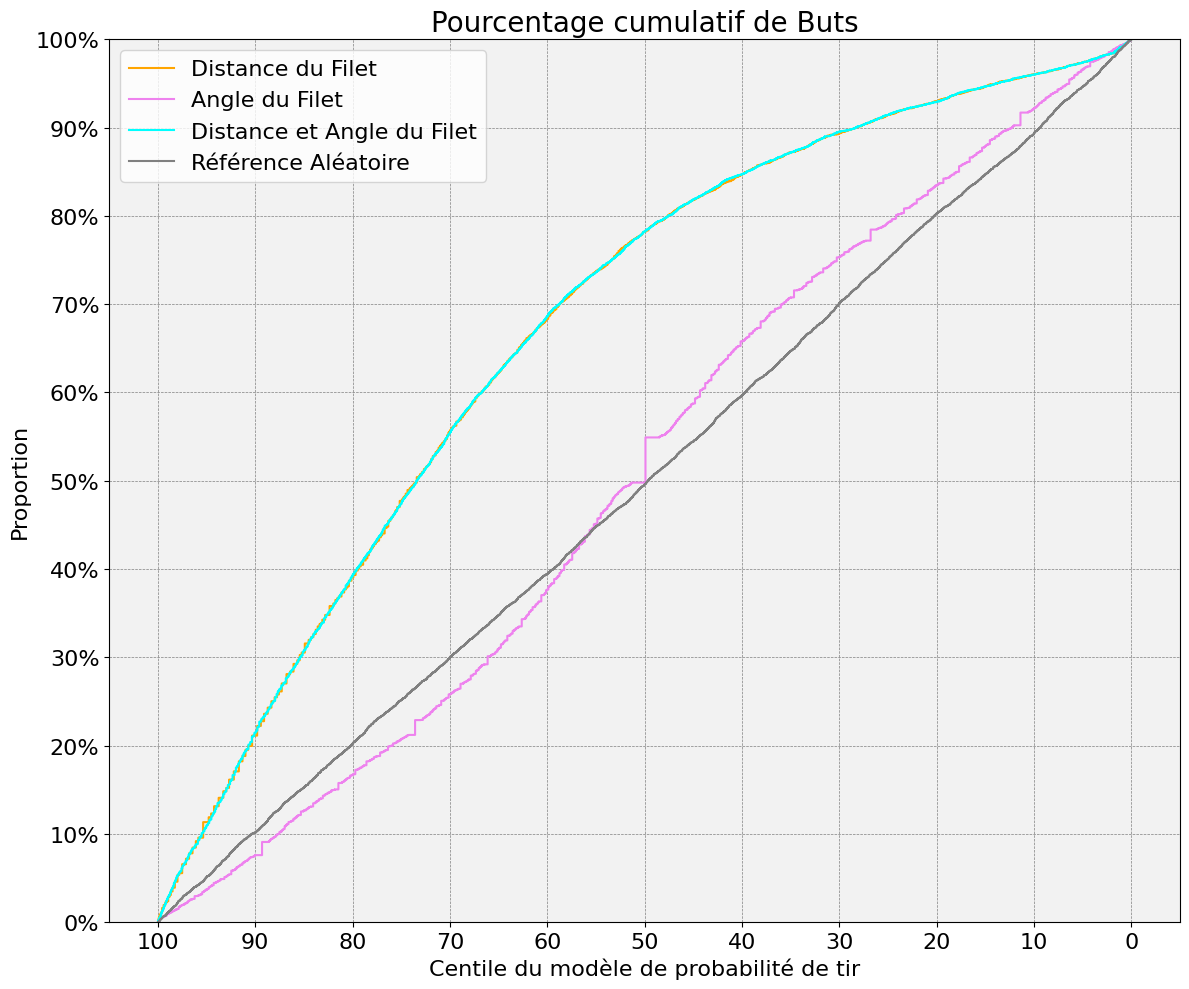 Pourcentage cumulatif de Buts
100%
90%
80%
70%
60%
50%
40%
30%
20%
10%
0%
Proportion
Distance du Filet
Angle du Filet
Distance et Angle du Filet
Référence Aléatoire
100 90 80 70 60 50 40 30 20 10 0
Centile du modèle de probabilité de tir